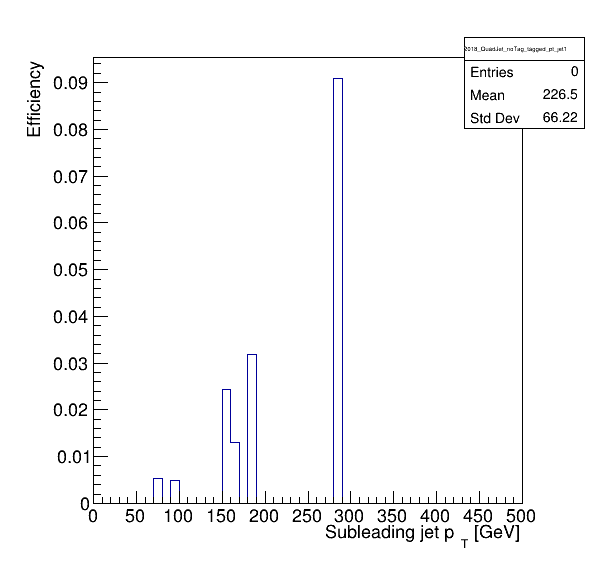 2018_QuadJet_noTag_tagged_pt_jet1
Entries 0
Mean 226.5
Std Dev 66.22
Efficiency
0.09
0.08
0.07
0.06
0.05
0.04
0.03
0.02
0.01
0
0 50 100 150 200 250 300 350 400 450 500
Subleading jet p T [GeV]